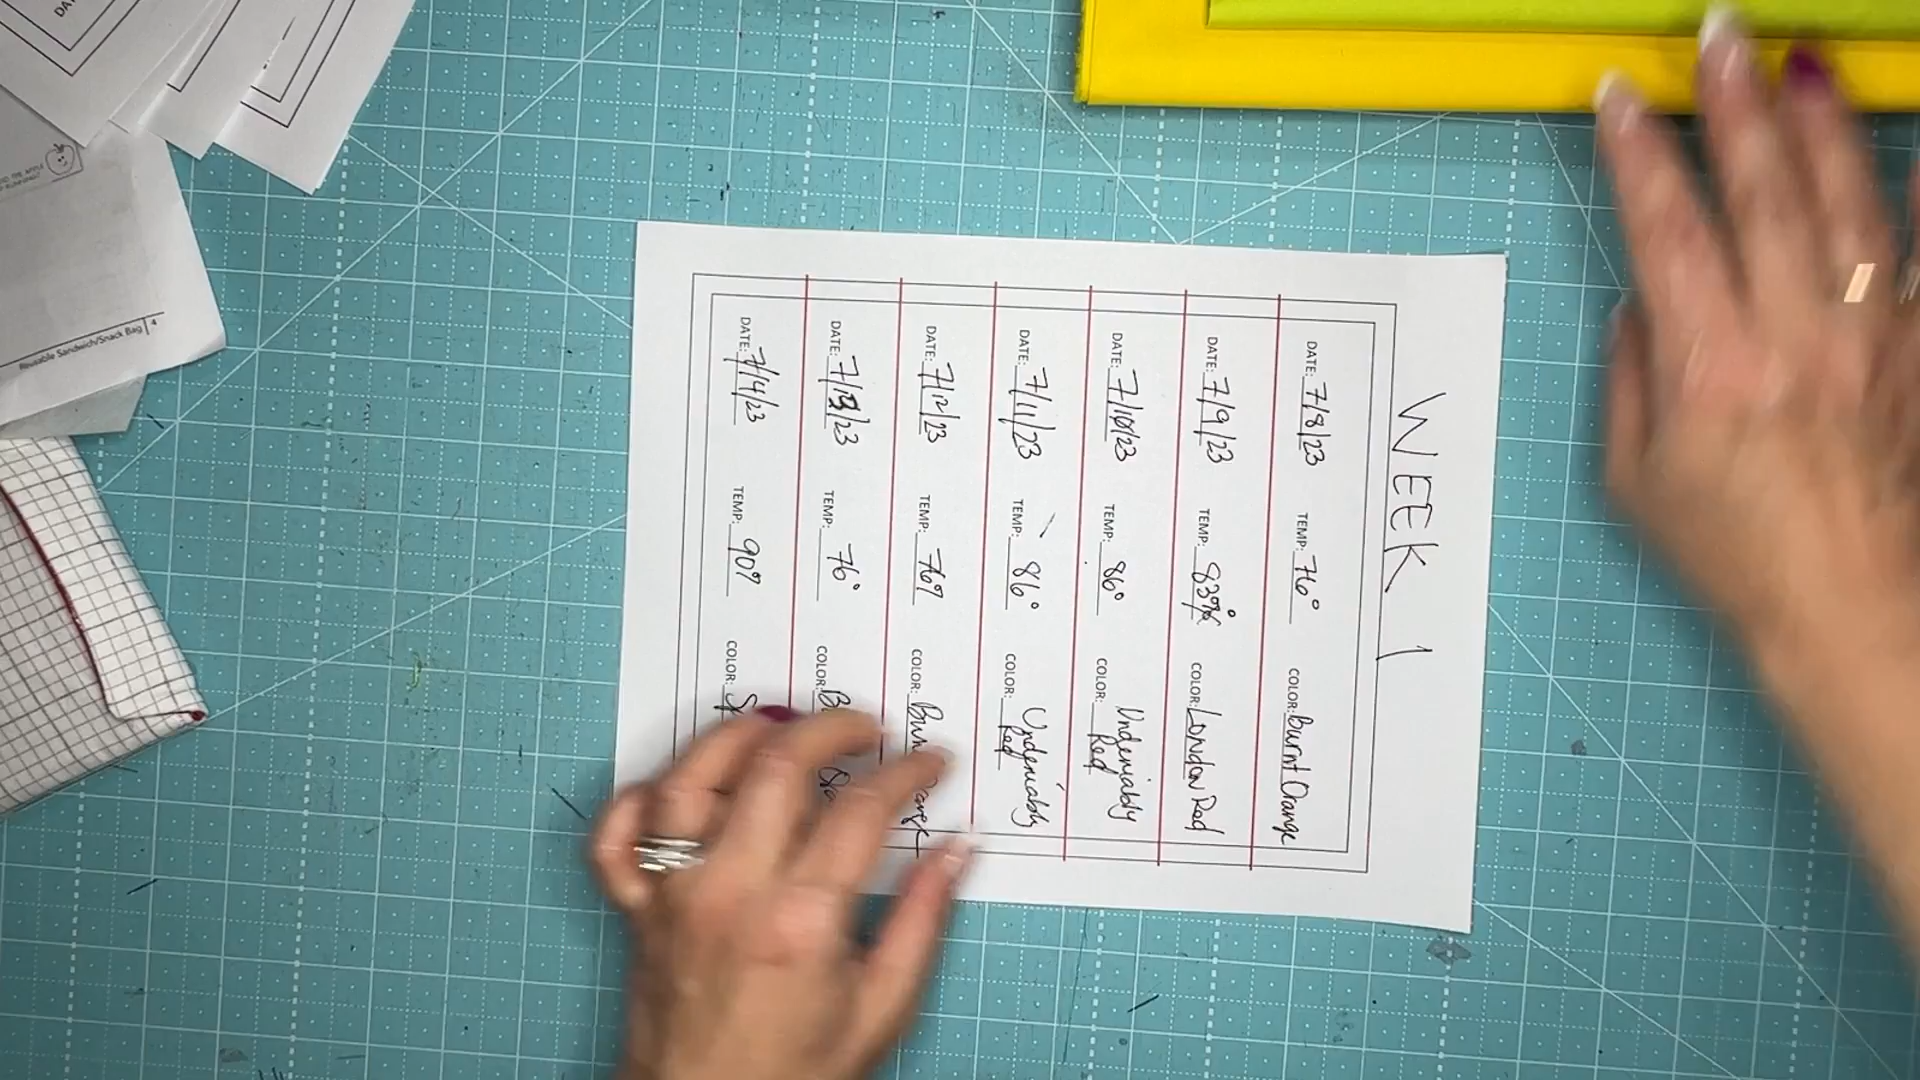 WEEK 1
DATE: 7/8/23 TEMP: 76° COLOR: Burnt Orange
DATE: 7/9/23 TEMP: 83° COLOR: London Red
DATE: 7/10/23 TEMP: 86° COLOR: Undeniably
Red
DATE: 7/11/23 TEMP: 86° COLOR: Undeniably
Red
DATE: 7/12/23 TEMP: 76° COLOR:
DATE: 7/13/23 TEMP: 76° COLOR:
DATE: 7/14/23 TEMP: 90° COLOR:
Reusable Sandwich/Snack Bag | 4